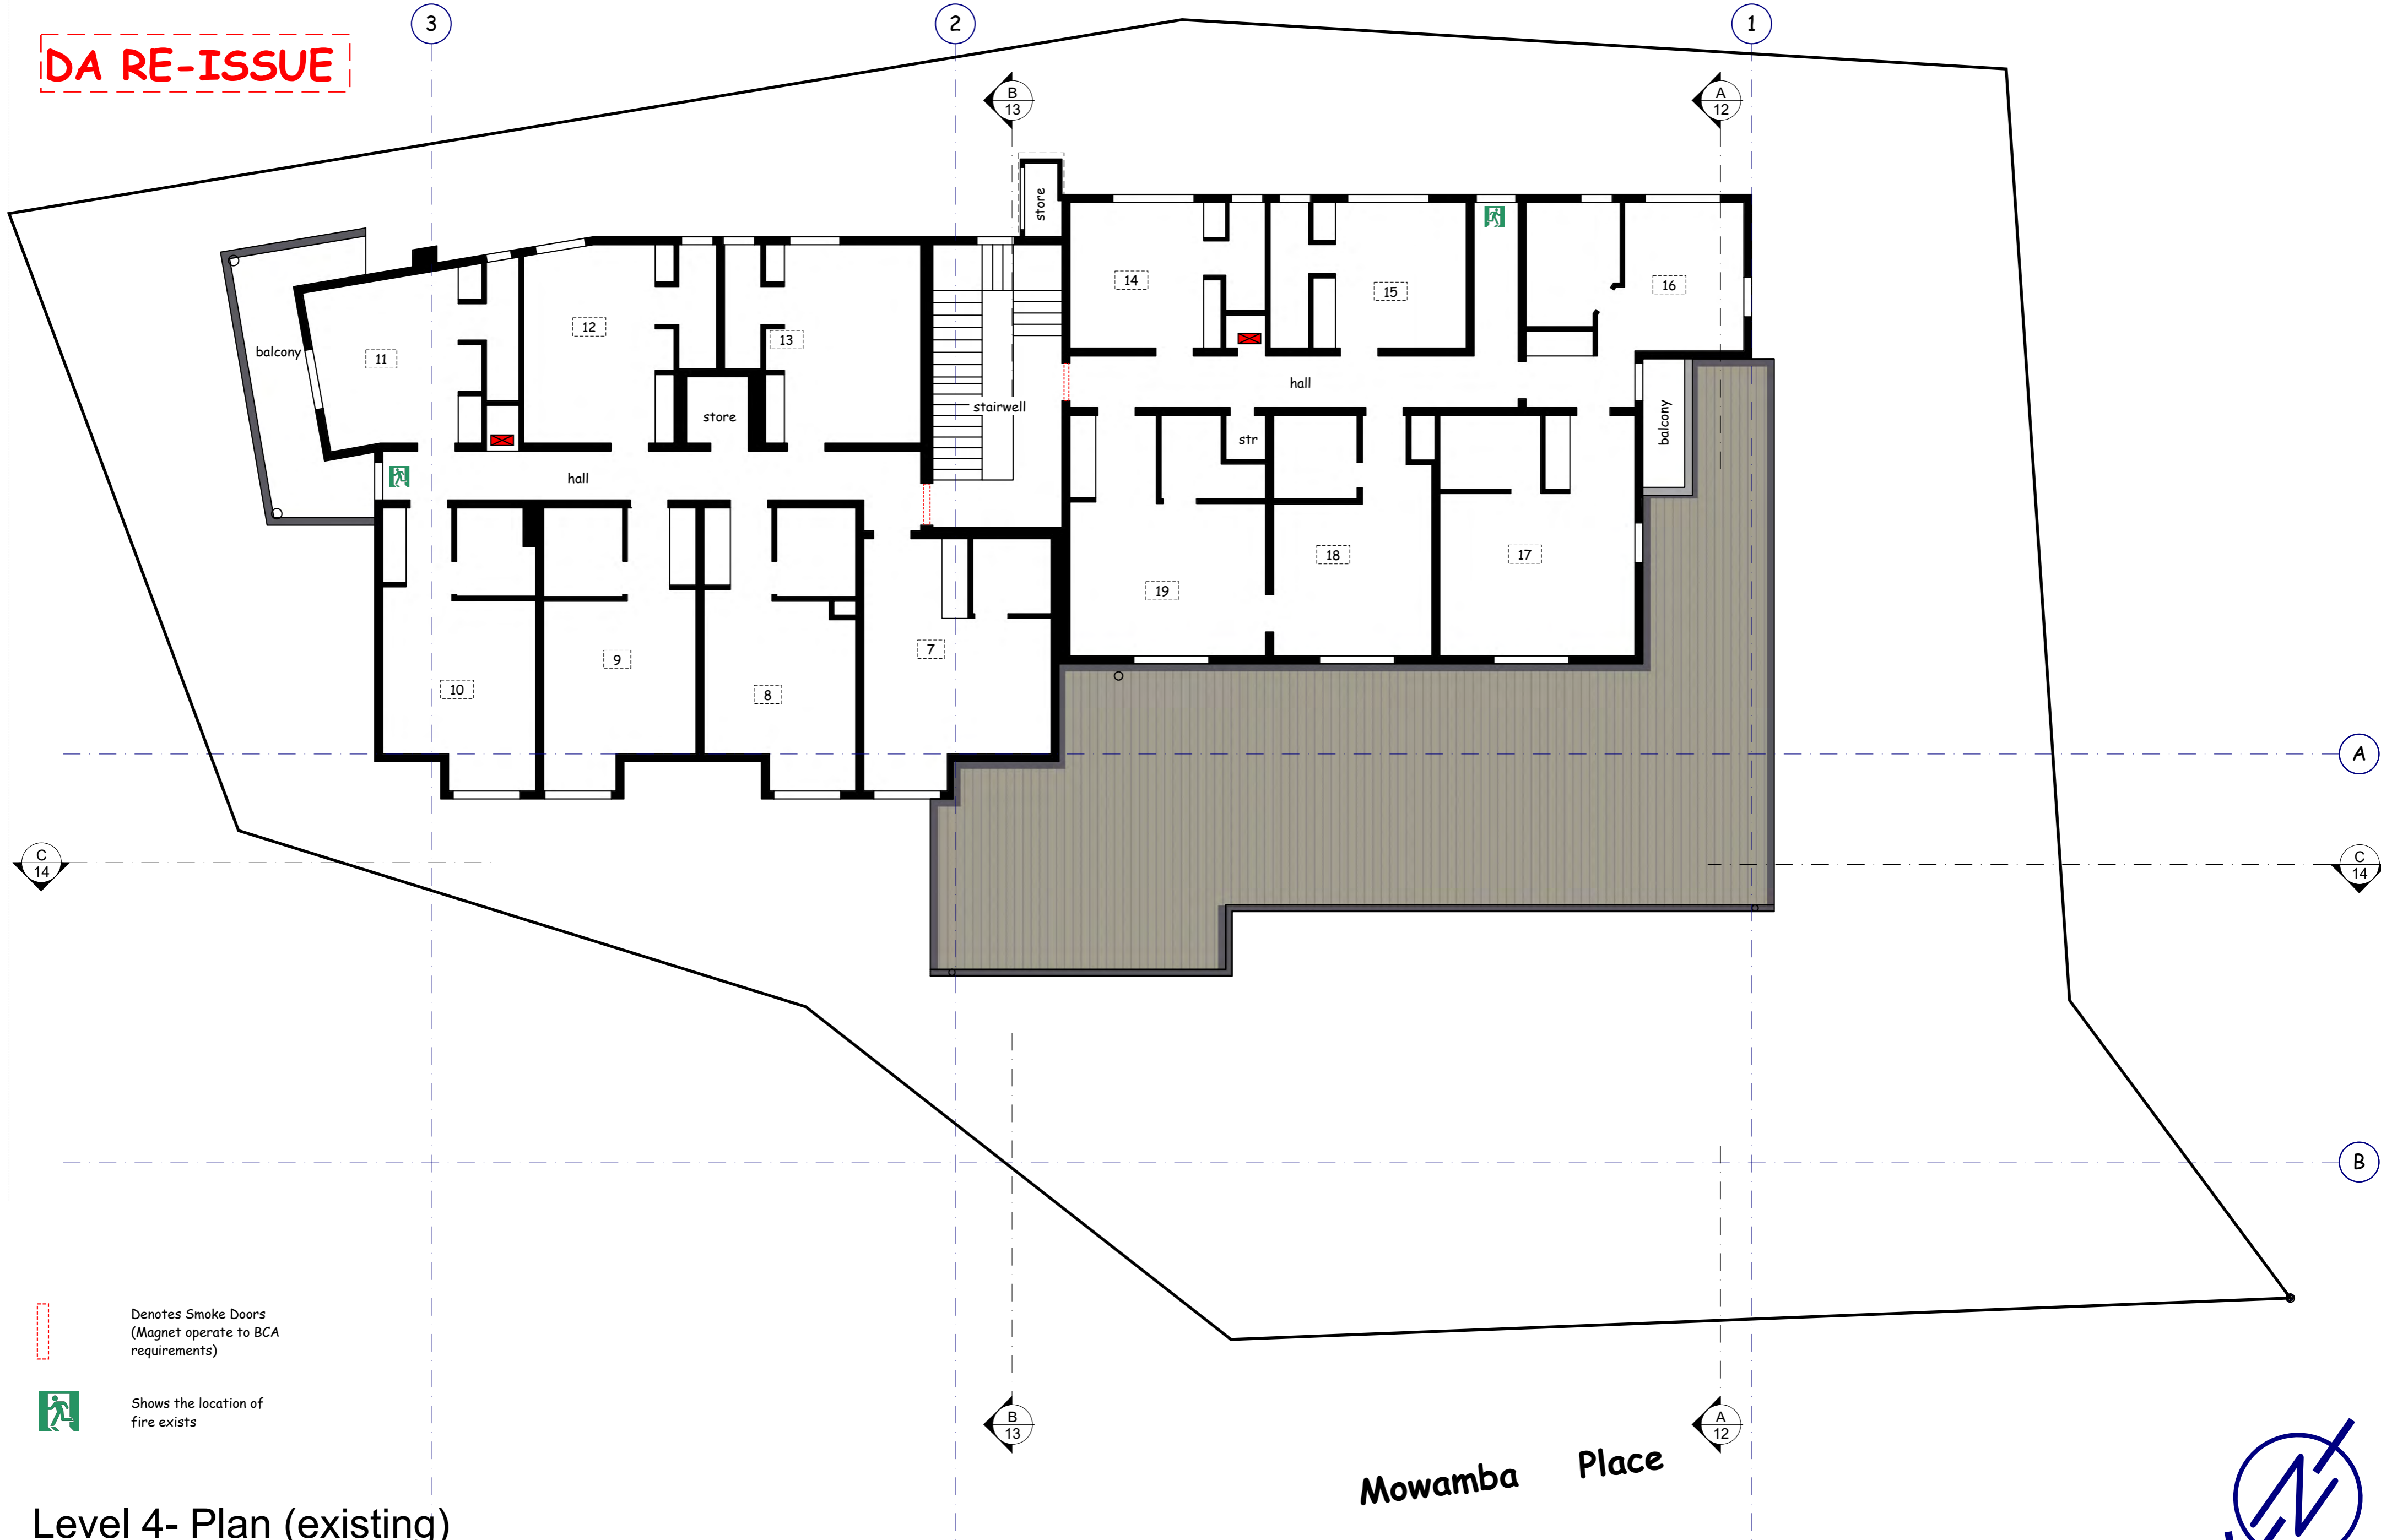 3
2
1
DA RE-ISSUE
B
13
A
12
store
14
15
16
12
13
balcony
11
hall
stairwell
store
balcony
str
hall
18
17
19
7
9
10
8
A
C
14
C
14
B
Denotes Smoke Doors
(Magnet operate to BCA
requirements)
Shows the location of
fire exists
B
13
A
12
Mowamba Place
N
Level 4- Plan (existing)